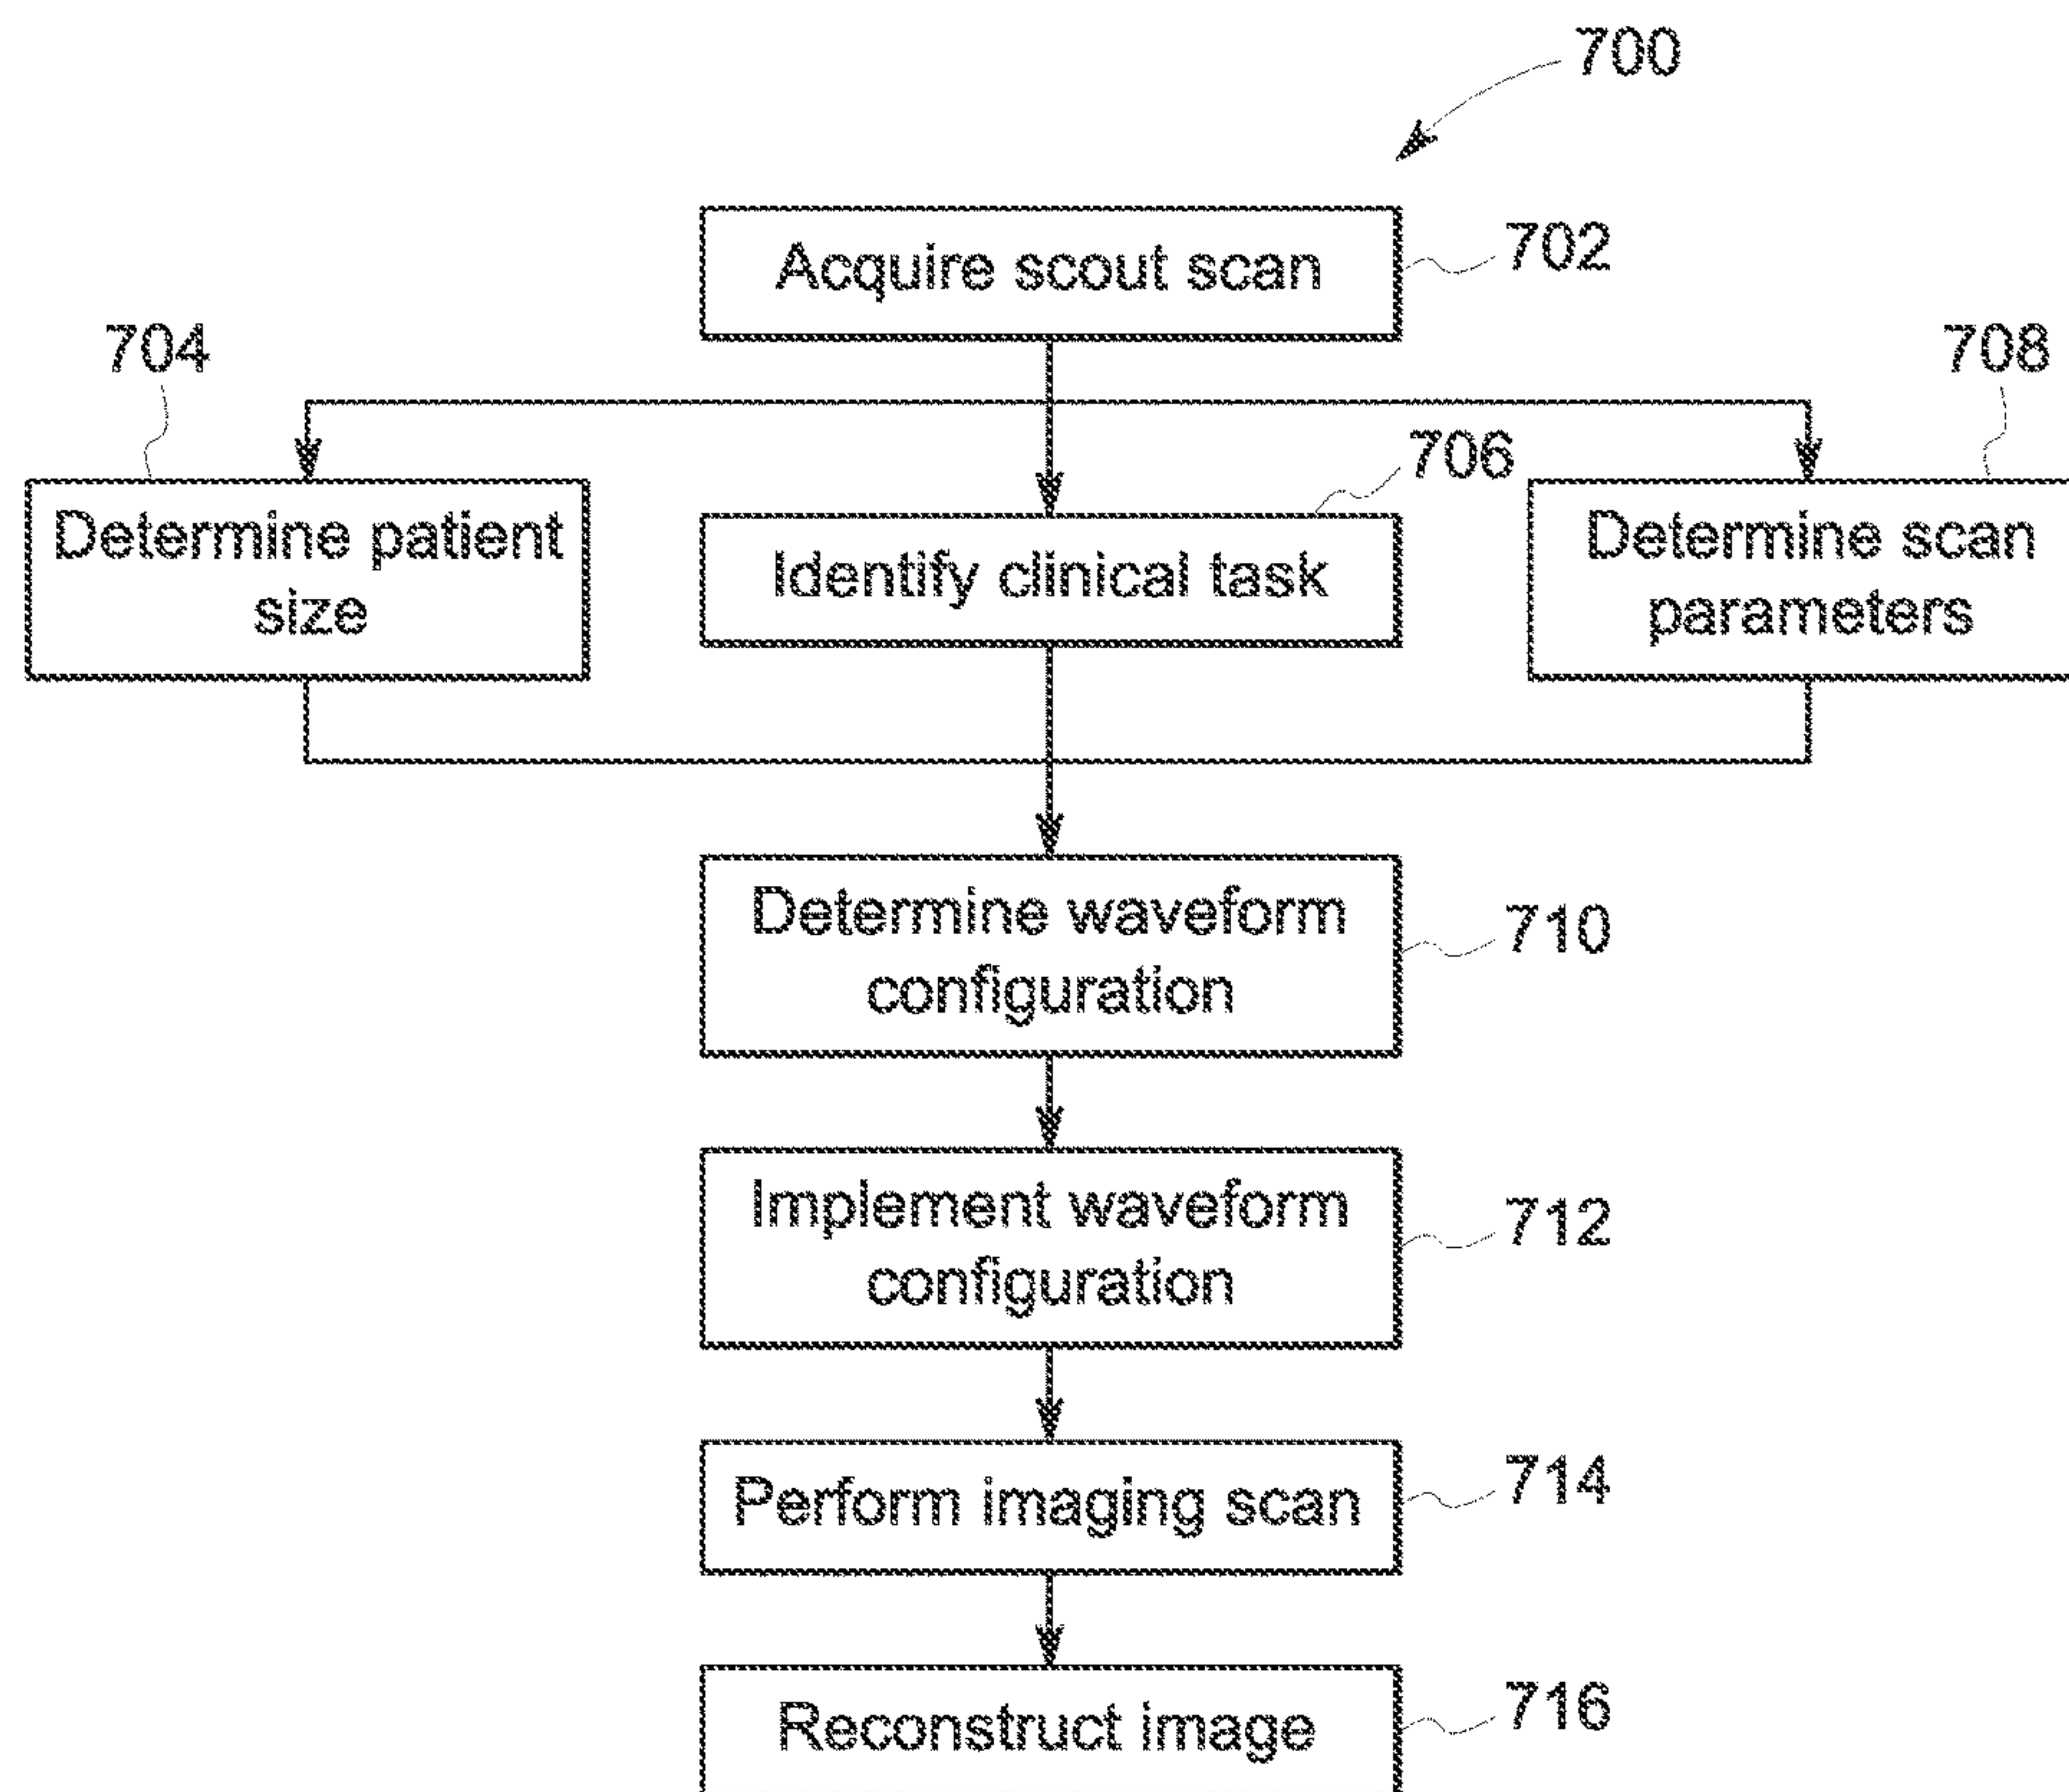 700
Acquire scout scan
702
704
708
706
Determine patient
size
Identify clinical task
Determine scan
parameters
Determine waveform
configuration
710
Implement waveform
configuration
712
Perform imaging scan
714
Reconstruct image
716